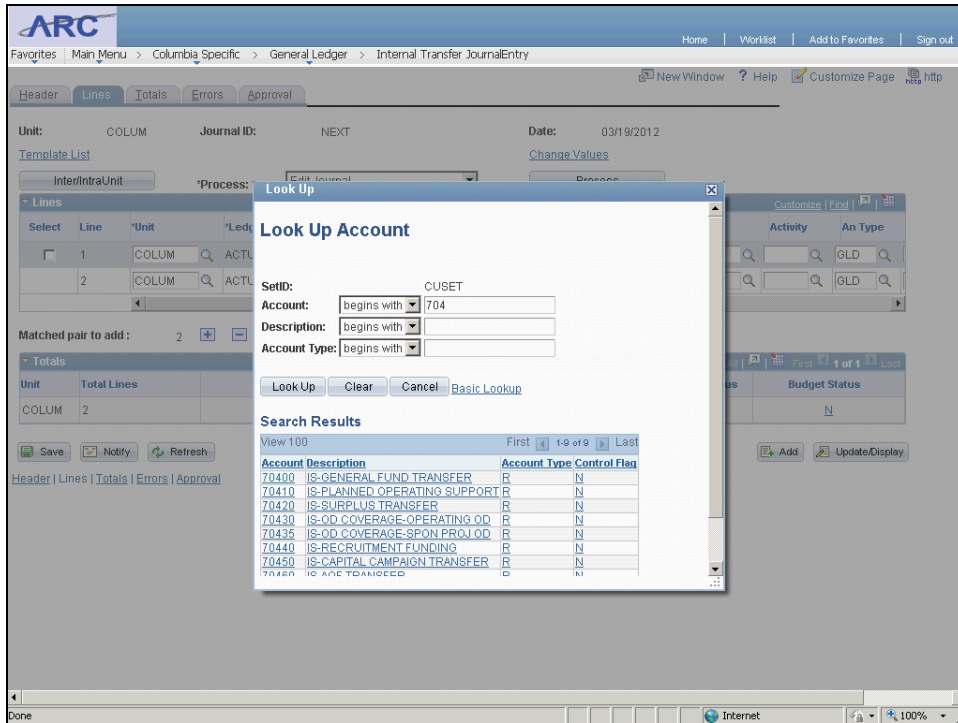 ARC
Home | Worklist | Add to Favorites | Sign out
Favorites Main Menu > Columbia Specific > General Ledger > Internal Transfer JournalEntry
New Window ? Help Customize Page http
Header Lines Totals Errors Approval
Unit: COLUM Journal ID: NEXT Date: 03/19/2012
Template List Change Values
Inter/IntraUnit *Process: Edit Journal Process
Lines Customize | Find |
Select Line *Unit Activity An Type
1 COLUM GLD
2 COLUM GLD
Matched pair to add : 2
Totals First 1 of 1 Last
Unit Total Lines Budget Status
COLUM 2 N
Save Notify Refresh Add Update/Display
Header | Lines | Totals | Errors | Approval
Look Up
Look Up Account
SetID: CUSET
Account: begins with 704
Description: begins with
Account Type: begins with
Look Up Clear Cancel Basic Lookup
Search Results
View 100 First 1-9 of 9 Last
Account Description Account Type Control Flag
70400 IS-GENERAL FUND TRANSFER R N
70410 IS-PLANNED OPERATING SUPPORT R N
70420 IS-SURPLUS TRANSFER R N
70430 IS-OD COVERAGE-OPERATING OD R N
70435 IS-OD COVERAGE-SPON PROJ OD R N
70440 IS-RECRUITMENT FUNDING R N
70450 IS-CAPITAL CAMPAIGN TRANSFER R N
70460 IS-AOF TRANSFER R N
Done Internet 100%